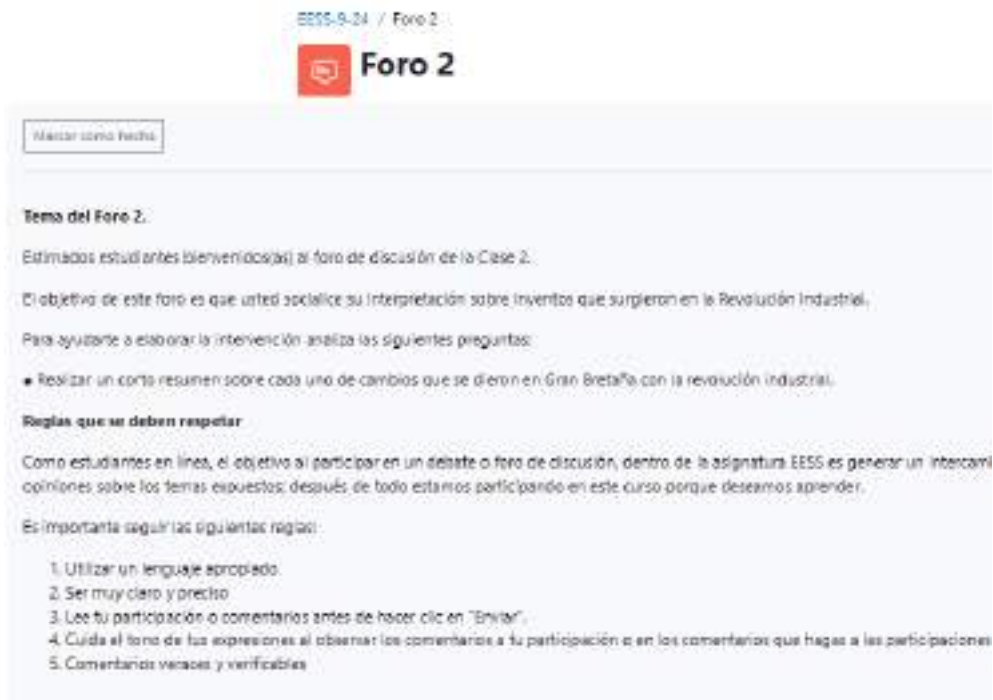 EESS-9-24 / Foro 2
Foro 2
Marcar como hecha
Tema del Foro 2.
Estimados estudiantes bienvenidos(as) al foro de discusión de la Clase 2.
El objetivo de este foro es que usted socialice su interpretación sobre inventos que surgieron en la Revolución Industrial.
Para ayudarte a elaborar la intervención analiza las siguientes preguntas:
• Realizar un corto resumen sobre cada uno de cambios que se dieron en Gran Bretaña con la revolución industrial.
Reglas que se deben respetar
Como estudiantes en línea, el objetivo al participar en un debate o foro de discusión, dentro de la asignatura EESS es generar un intercambi
opiniones sobre los temas expuestos; después de todo estamos participando en este curso porque deseamos aprender.
Es importante seguir las siguientes reglas:
1. Utilizar un lenguaje apropiado
2. Ser muy claro y preciso
3. Lee tu participación o comentarios antes de hacer clic en "Enviar".
4. Cuida el tono de tus expresiones al observar los comentarios a tu participación o en los comentarios que hagas a las participaciones
5. Comentarios veraces y verificables